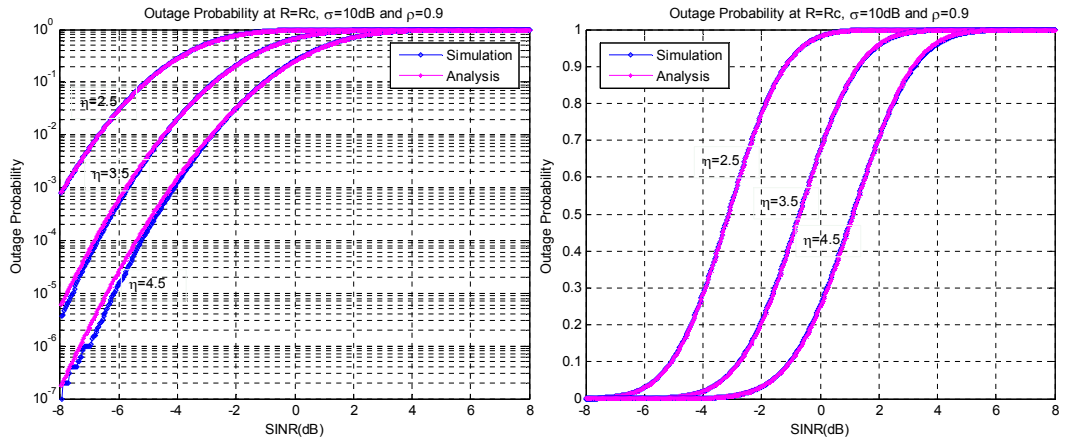 Outage Probability at R=Rc, σ=10dB and ρ=0.9
10^0
10^-1
10^-2
10^-3
10^-4
10^-5
10^-6
10^-7
Outage Probability
Simulation
Analysis
η=2.5
η=3.5
η=4.5
-8 -6 -4 -2 0 2 4 6 8
SINR(dB)
Outage Probability at R=Rc, σ=10dB and ρ=0.9
1
0.9
0.8
0.7
0.6
0.5
0.4
0.3
0.2
0.1
0
Outage Probability
Simulation
Analysis
η=2.5
η=3.5
η=4.5
-8 -6 -4 -2 0 2 4 6 8
SINR(dB)